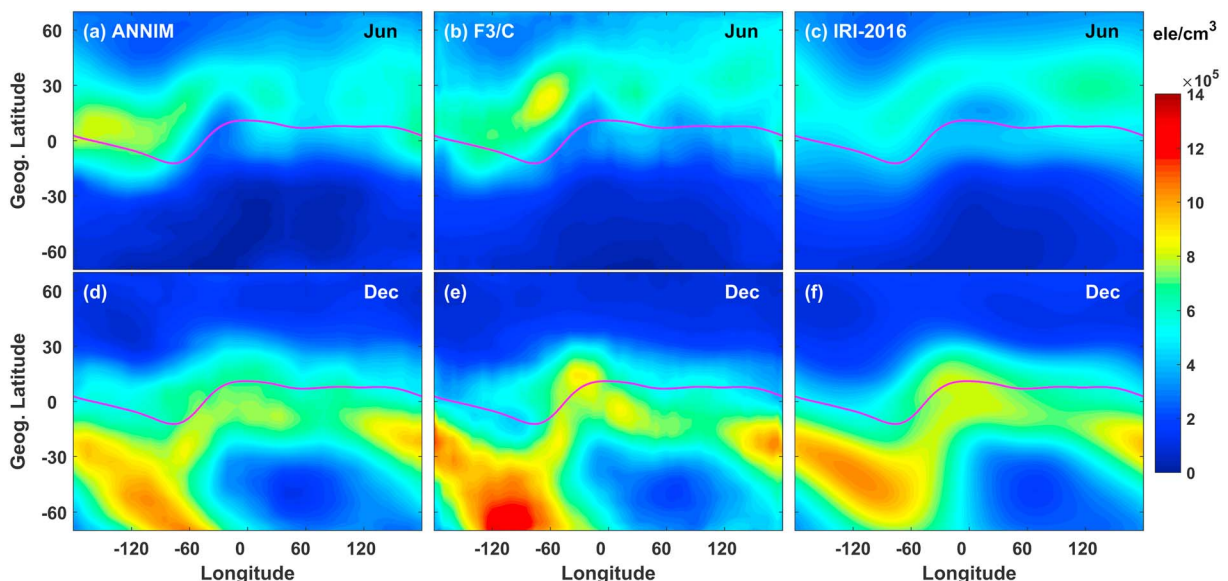 (a) ANNIM Jun (b) F3/C Jun (c) IRI-2016 Jun ele/cm³
×10⁵
60 14
30 12
0 10
-30 8
-60 6
Geog. Latitude
(d) Dec (e) Dec (f) Dec
60 4
30 2
0 0
-30
-60
Geog. Latitude
-120 -60 0 60 120 -120 -60 0 60 120 -120 -60 0 60 120
Longitude Longitude Longitude